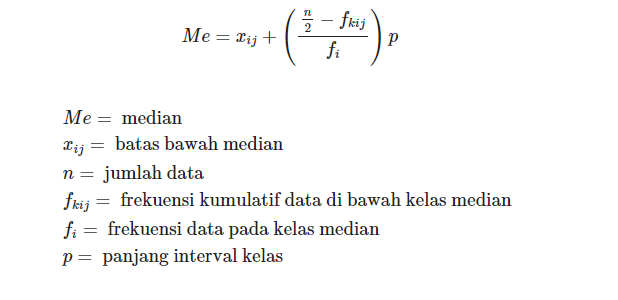 Me = x_{ij} + \left( \frac{\frac{n}{2} - f_{kij}}{f_i} \right) p
Me = median
x_{ij} = batas bawah median
n = jumlah data
f_{kij} = frekuensi kumulatif data di bawah kelas median
f_i = frekuensi data pada kelas median
p = panjang interval kelas